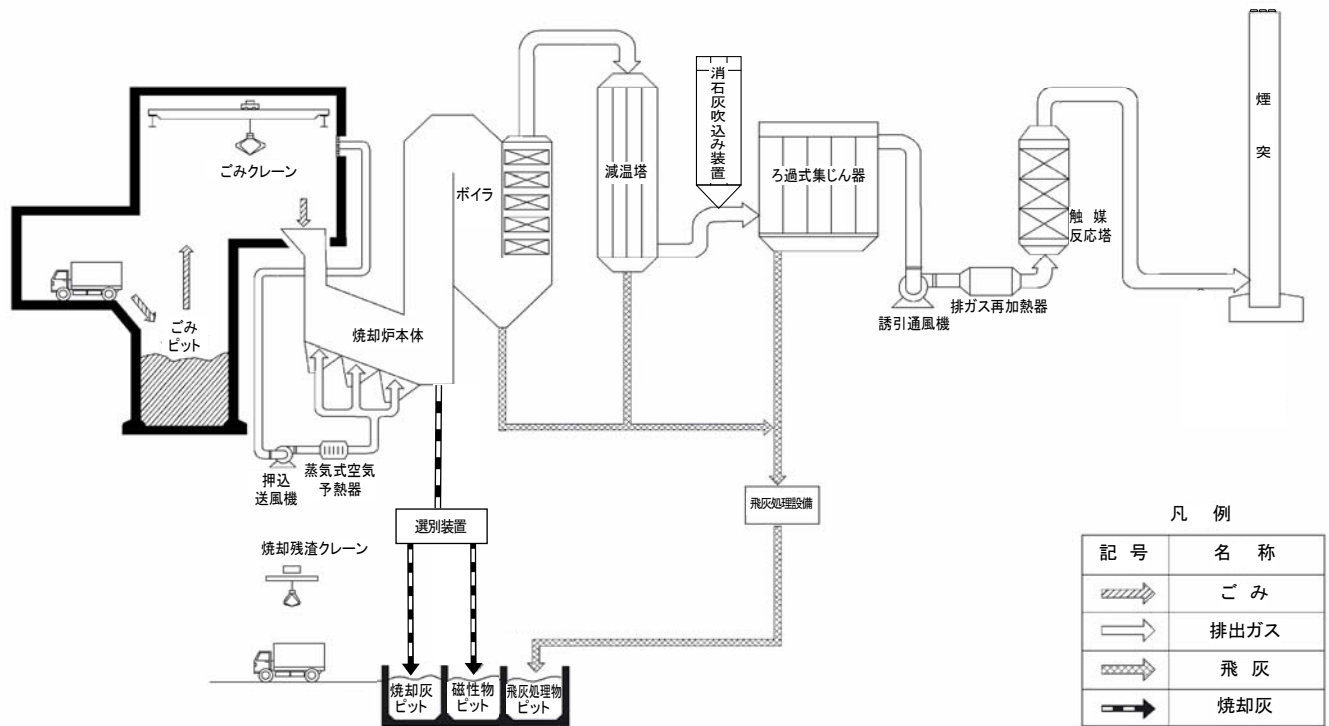 消石灰吹込み装置
煙突
ごみクレーン
ボイラ
減温塔
ろ過式集じん器
触媒
反応塔
ごみ
ピット
焼却炉本体
誘引通風機
排ガス再加熱器
押込
送風機
蒸気式空気
予熱器
選別装置
飛灰処理設備
焼却残渣クレーン
焼却灰
ピット
磁性物
ピット
飛灰処理物
ピット
凡例
記号 名称
ごみ
排出ガス
飛灰
焼却灰